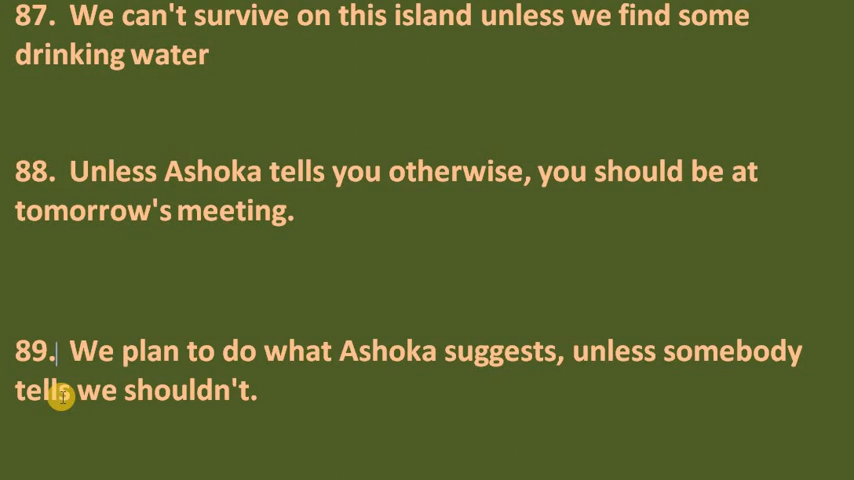 87. We can't survive on this island unless we find some
drinking water
88. Unless Ashoka tells you otherwise, you should be at
tomorrow's meeting.
89. We plan to do what Ashoka suggests, unless somebody
tells we shouldn't.